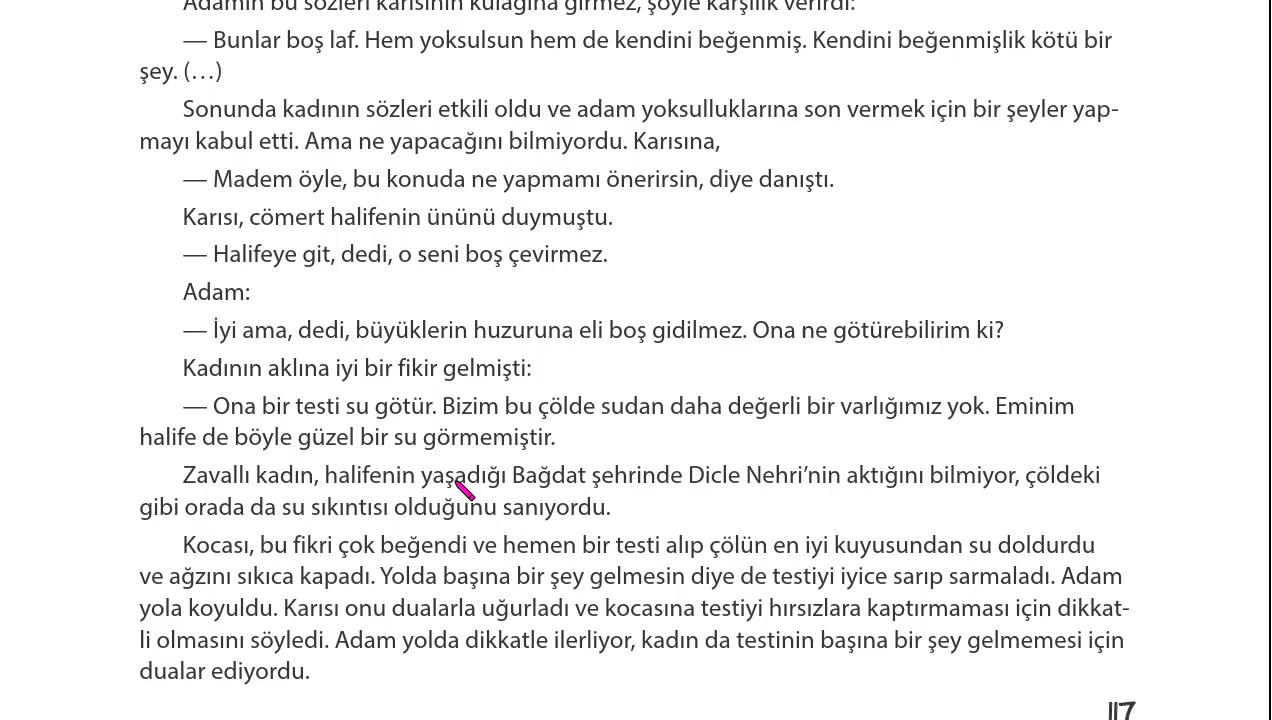 Adamın bu sözleri karısının kulağına girmez, şöyle karşılık verirdi:
— Bunlar boş laf. Hem yoksulsun hem de kendini beğenmiş. Kendini beğenmişlik kötü bir
şey. (…)
Sonunda kadının sözleri etkili oldu ve adam yoksulluklarına son vermek için bir şeyler yap-
mayı kabul etti. Ama ne yapacağını bilmiyordu. Karısına,
— Madem öyle, bu konuda ne yapmamı önerirsin, diye danıştı.
Karısı, cömert halifenin ününü duymuştu.
— Halifeye git, dedi, o seni boş çevirmez.
Adam:
— İyi ama, dedi, büyüklerin huzuruna eli boş gidilmez. Ona ne götürebilirim ki?
Kadının aklına iyi bir fikir gelmişti:
— Ona bir testi su götür. Bizim bu çölde sudan daha değerli bir varlığımız yok. Eminim
halife de böyle güzel bir su görmemiştir.
Zavallı kadın, halifenin yaşadığı Bağdat şehrinde Dicle Nehri’nin aktığını bilmiyor, çöldeki
gibi orada da su sıkıntısı olduğunu sanıyordu.
Kocası, bu fikri çok beğendi ve hemen bir testi alıp çölün en iyi kuyusundan su doldurdu
ve ağzını sıkıca kapadı. Yolda başına bir şey gelmesin diye de testiyi iyice sarıp sarmaladı. Adam
yola koyuldu. Karısı onu dualarla uğurladı ve kocasına testiyi hırsızlara kaptırmaması için dikkat-
li olmasını söyledi. Adam yolda dikkatle ilerliyor, kadın da testinin başına bir şey gelmemesi için
dualar ediyordu.
117